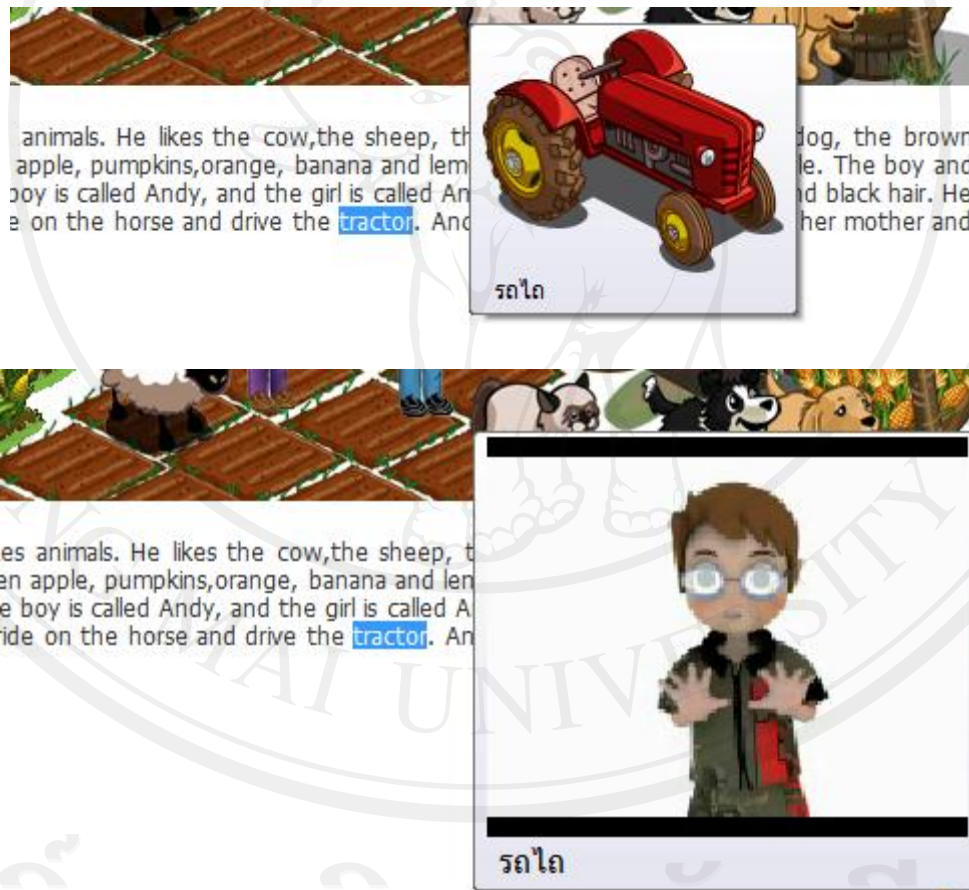 animals. He likes the cow,the sheep, th dog, the brown
apple, pumpkins,orange, banana and lem le. The boy and
boy is called Andy, and the girl is called An nd black hair. He
e on the horse and drive the tractor. And her mother and
รถไถ
es animals. He likes the cow,the sheep, t
en apple, pumpkins,orange, banana and len
e boy is called Andy, and the girl is called A
ride on the horse and drive the tractor. An
รถไถ
NG MAI UNIVERSITY